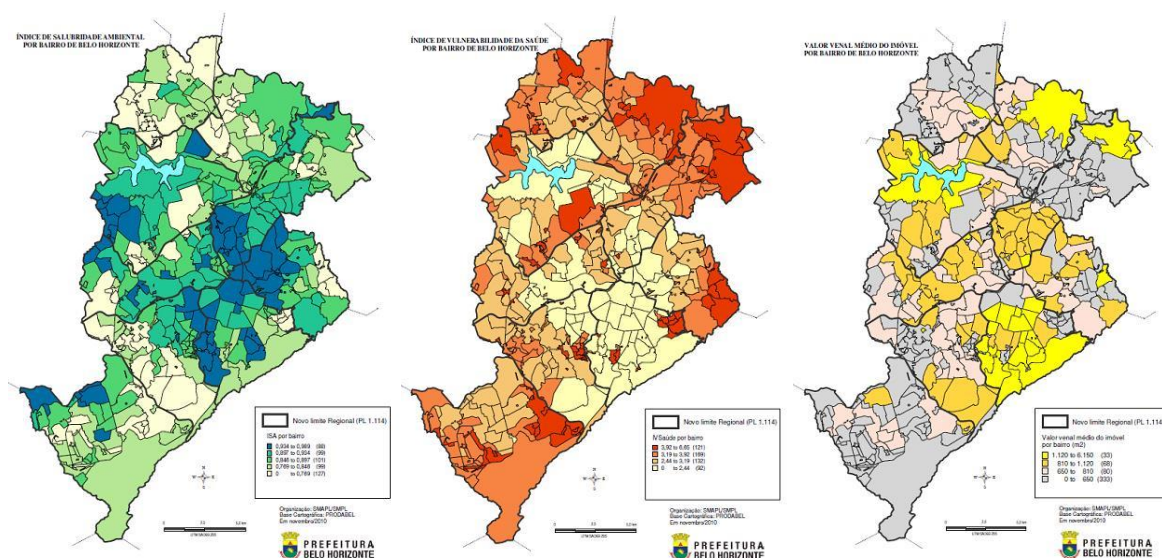 ÍNDICE DE SALUBRIDADE AMBIENTAL
POR BAIRRO DE BELO HORIZONTE
Novo limite Regional (PL 1.114)
ISA por bairro
0,934 to 0,989 (88)
0,897 to 0,934 (99)
0,848 to 0,897 (101)
0,769 to 0,848 (99)
0 to 0,769 (127)
Organização: SMAPL/SMPL
Base Cartográfica: PRODABEL
Em novembro/2010
PREFEITURA
BELO HORIZONTE
ÍNDICE DE VULNERABILIDADE DA SAÚDE
POR BAIRRO DE BELO HORIZONTE
Novo limite Regional (PL 1.114)
IVSaúde por bairro
3,92 to 6,65 (121)
3,19 to 3,92 (169)
2,44 to 3,19 (132)
0 to 2,44 (92)
Organização: SMAPL/SMPL
Base Cartográfica: PRODABEL
Em novembro/2010
PREFEITURA
BELO HORIZONTE
VALOR VENAL MÉDIO DO IMÓVEL
POR BAIRRO DE BELO HORIZONTE
Novo limite Regional (PL 1.114)
Valor venal médio do imóvel
por bairro (m2)
1.120 to 6.150 (33)
810 to 1.120 (68)
650 to 810 (80)
0 to 650 (333)
Organização: SMAPL/SMPL
Base Cartográfica: PRODABEL
Em novembro/2010
PREFEITURA
BELO HORIZONTE